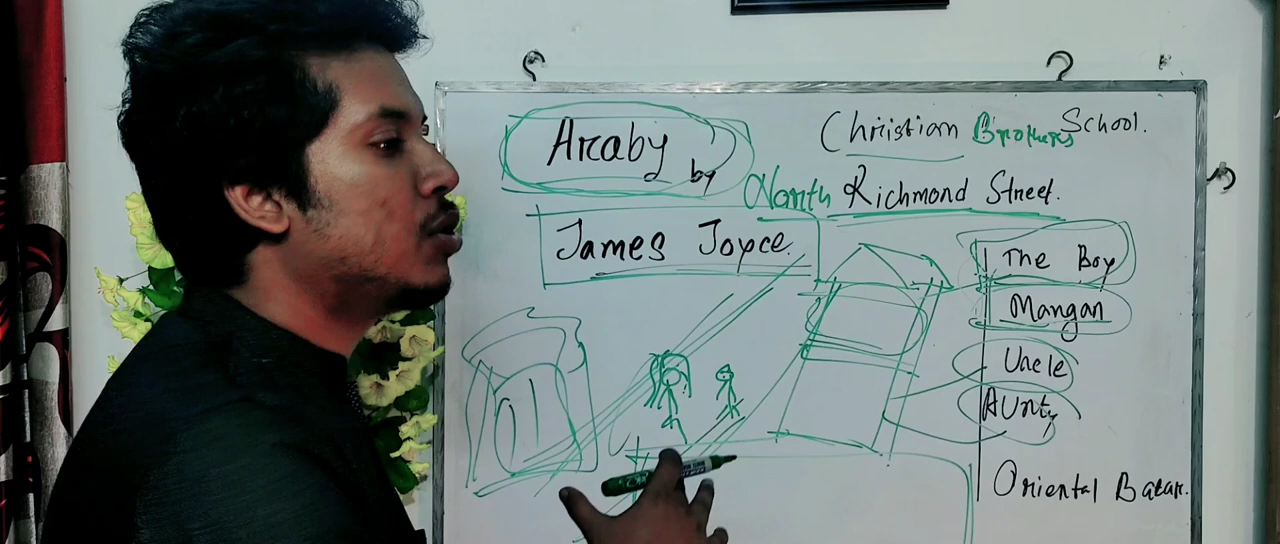 Araby by
James Joyce.
Christian Brothers School.
North Richmond Street.
The Boy
Mangan
Uncle
Aunty
Oriental Bazar.